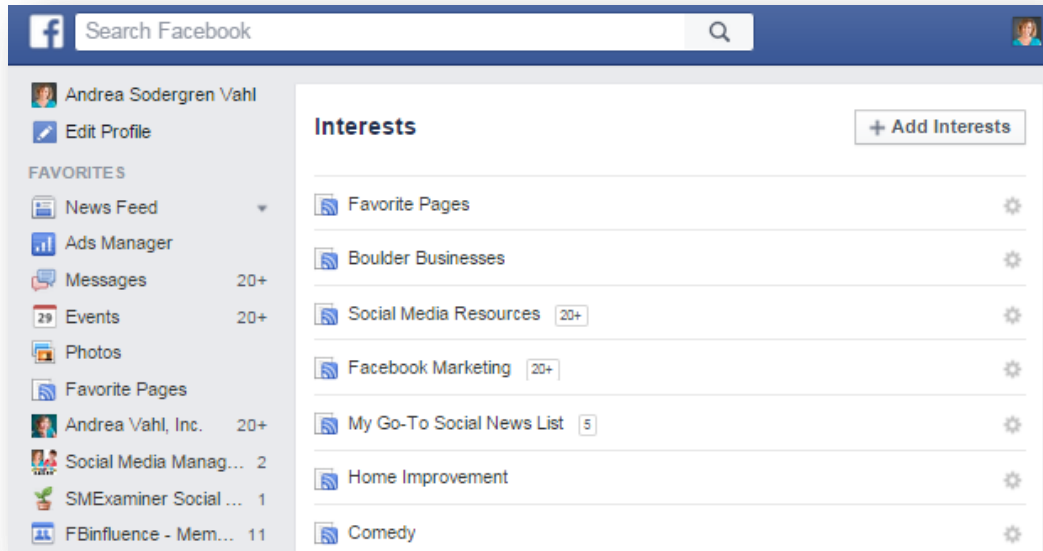 f Search Facebook
Andrea Sodergren Vahl
Edit Profile
FAVORITES
News Feed
Ads Manager
Messages 20+
29 Events 20+
Photos
Favorite Pages
Andrea Vahl, Inc. 20+
Social Media Manag... 2
SMExaminer Social ... 1
FBinfluence - Mem... 11
Interests + Add Interests
Favorite Pages
Boulder Businesses
Social Media Resources 20+
Facebook Marketing 20+
My Go-To Social News List 5
Home Improvement
Comedy